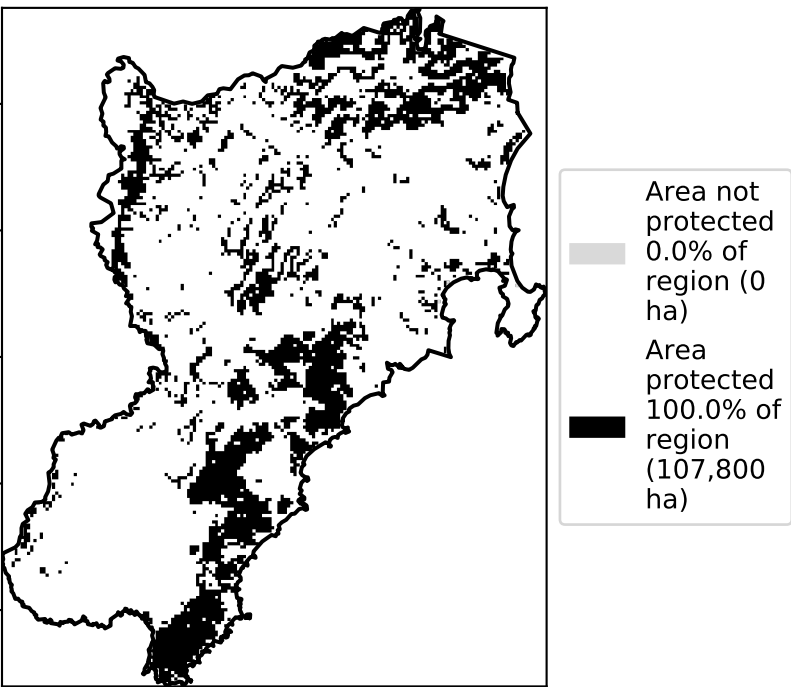 Area not
protected
0.0% of
region (0
ha)
Area
protected
100.0% of
region
(107,800
ha)